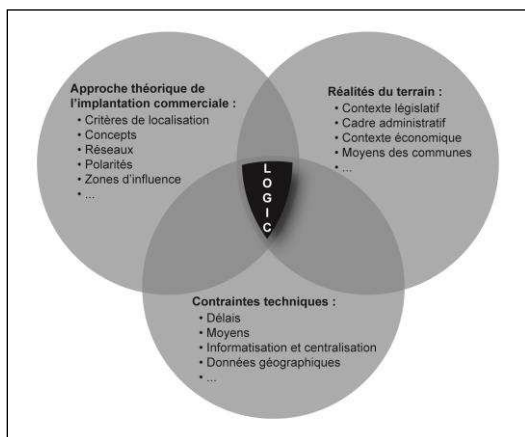 Approche théorique de
l'implantation commerciale :
• Critères de localisation
• Concepts
• Réseaux
• Polarités
• Zones d'influence
• ...
Réalités du terrain :
• Contexte législatif
• Cadre administratif
• Contexte économique
• Moyens des communes
• ...
LOGIC
Contraintes techniques :
• Délais
• Moyens
• Informatisation et centralisation
• Données géographiques
• ...